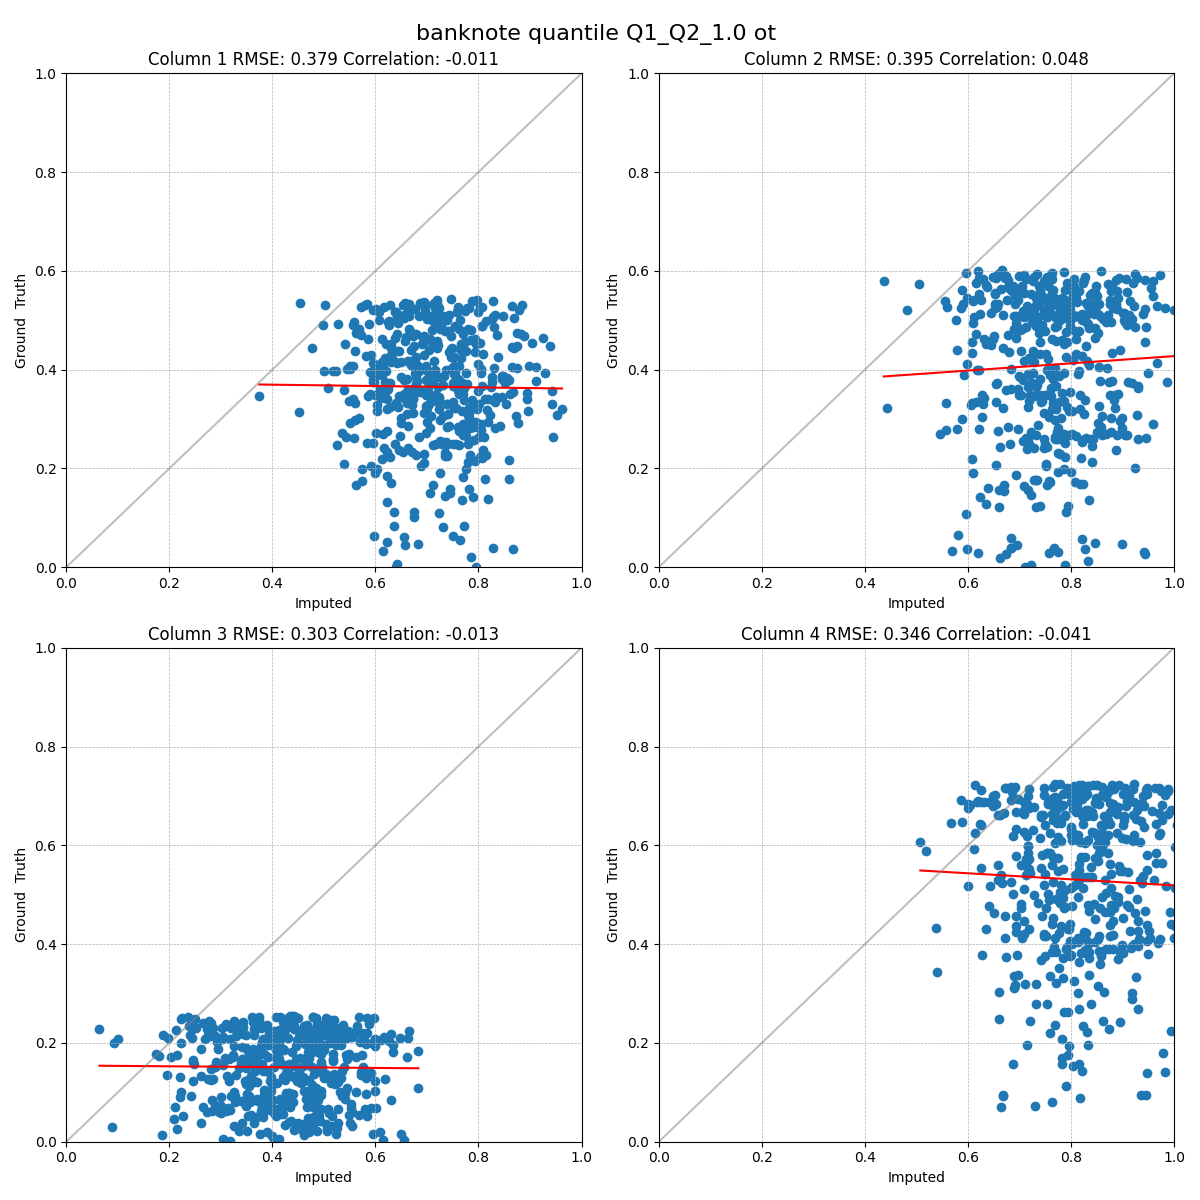 banknote quantile Q1_Q2_1.0 ot
Column 1 RMSE: 0.379 Correlation: -0.011
1.0
0.8
0.6
0.4
0.2
0.0
Ground Truth
0.0 0.2 0.4 0.6 0.8 1.0
Imputed
Column 2 RMSE: 0.395 Correlation: 0.048
1.0
0.8
0.6
0.4
0.2
0.0
Ground Truth
0.0 0.2 0.4 0.6 0.8 1.0
Imputed
Column 3 RMSE: 0.303 Correlation: -0.013
1.0
0.8
0.6
0.4
0.2
0.0
Ground Truth
0.0 0.2 0.4 0.6 0.8 1.0
Imputed
Column 4 RMSE: 0.346 Correlation: -0.041
1.0
0.8
0.6
0.4
0.2
0.0
Ground Truth
0.0 0.2 0.4 0.6 0.8 1.0
Imputed